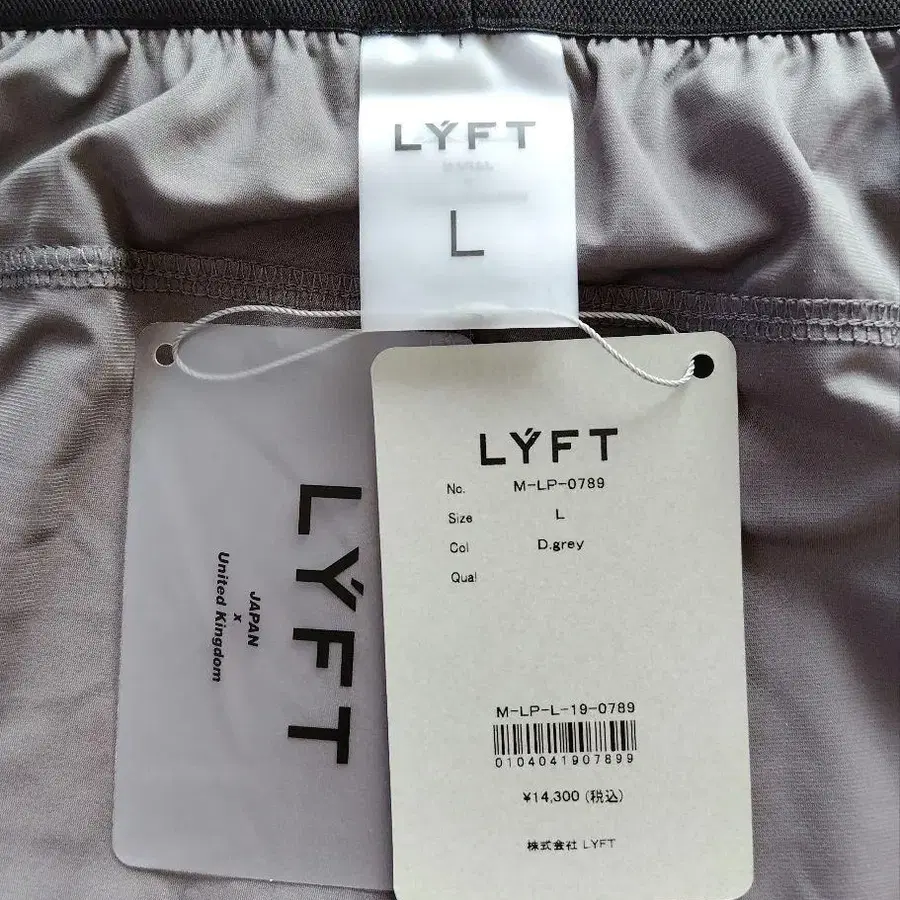 LÝFT
L
LÝFT
JAPAN
x
United Kingdom
LÝFT
No. M-LP-0789
Size L
Col D.grey
Qual
M-LP-L-19-0789
0104041907899
¥14,300 (税込)
株式会社 LYFT